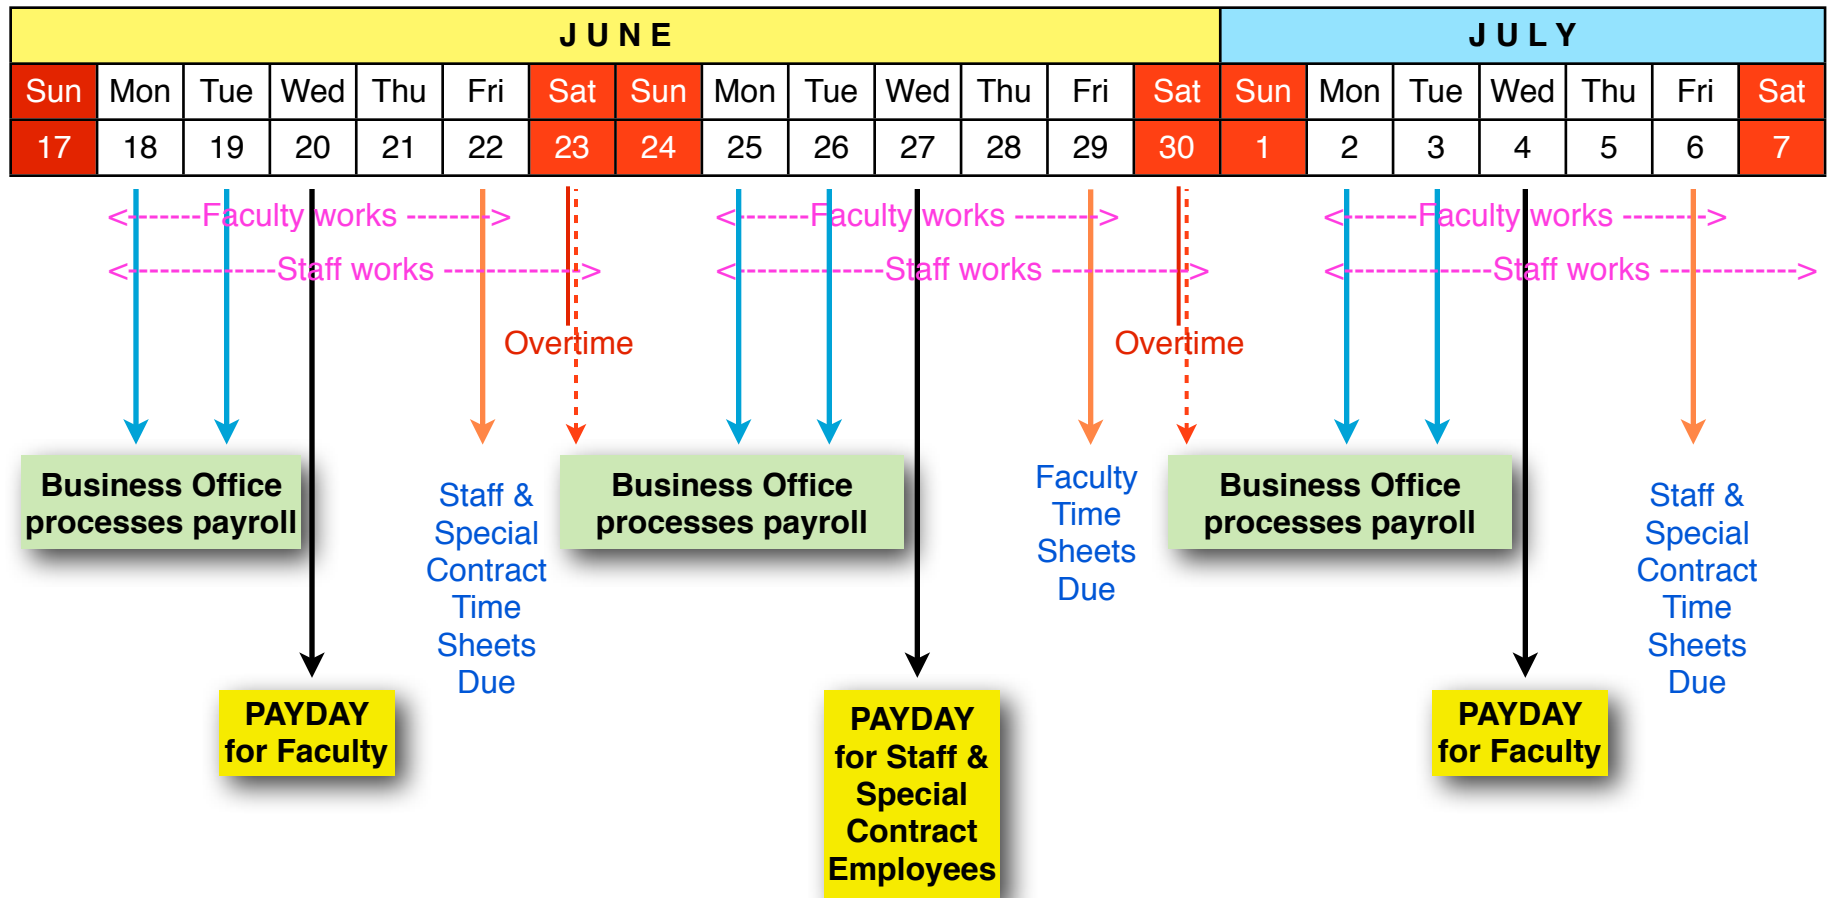 J U N E
J U L Y
Sun Mon Tue Wed Thu Fri Sat Sun Mon Tue Wed Thu Fri Sat Sun Mon Tue Wed Thu Fri Sat
17 18 19 20 21 22 23 24 25 26 27 28 29 30 1 2 3 4 5 6 7
<-------Faculty works -------->
<-------Faculty works -------->
<-------Faculty works -------->
<-------------Staff works ------------->
<-------------Staff works ------------->
<-------------Staff works ------------->
Overtime
Overtime
Business Office
processes payroll
Staff &
Special
Contract
Time
Sheets
Due
Business Office
processes payroll
Faculty
Time
Sheets
Due
Business Office
processes payroll
Staff &
Special
Contract
Time
Sheets
Due
PAYDAY
for Faculty
PAYDAY
for Staff &
Special
Contract
Employees
PAYDAY
for Faculty